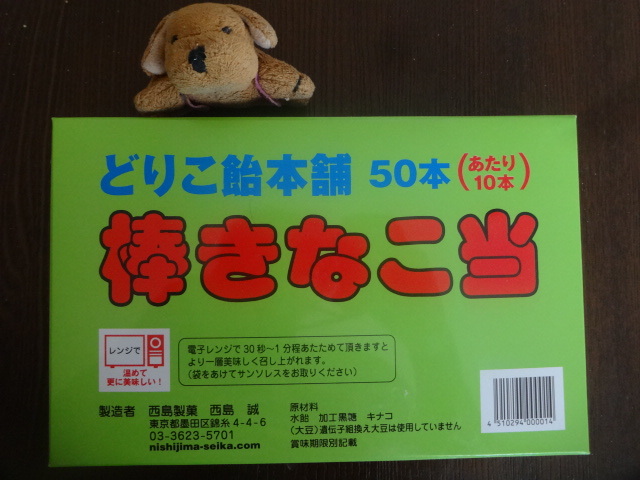 どりこ飴本舗 50本(あたり10本)
棒きなこ当
レンジで
温めて
更に美味しい!
電子レンジで30秒~1分程あたためて頂きますと
より一層美味しく召し上がれます。
(袋をあけてサンソレスをお取りください)
製造者 西島製菓 西島 誠
東京都墨田区錦糸4-4-6
03-3623-5701
nishijima-seika.com
原材料
水飴 加工黒糖 キナコ
(大豆)遺伝子組換え大豆は使用していません
賞味期限別記載
4 510294 000014